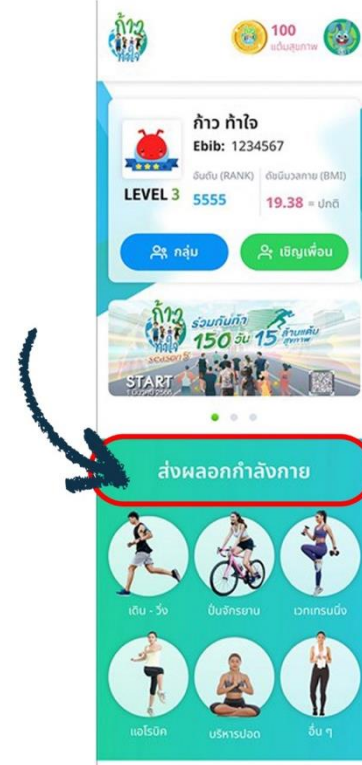 ก้าว
ท้าใจ
100
แต้มสุขภาพ
ก้าว ท้าใจ
Ebib: 1234567
อันดับ (RANK)
ดัชนีมวลกาย (BMI)
LEVEL 3
5555
19.38 = ปกติ
กลุ่ม
เชิญเพื่อน
ก้าว
ท้าใจ
SEASON 5
ร่วมกันท้า
150 วัน 15 ล้านแต้ม
สุขภาพ
START
ส่งผลอกกำลังกาย
เดิน - วิ่ง
ปั่นจักรยาน
เวทเทรนนิ่ง
แอโรบิค
บริหารปอด
อื่น ๆ